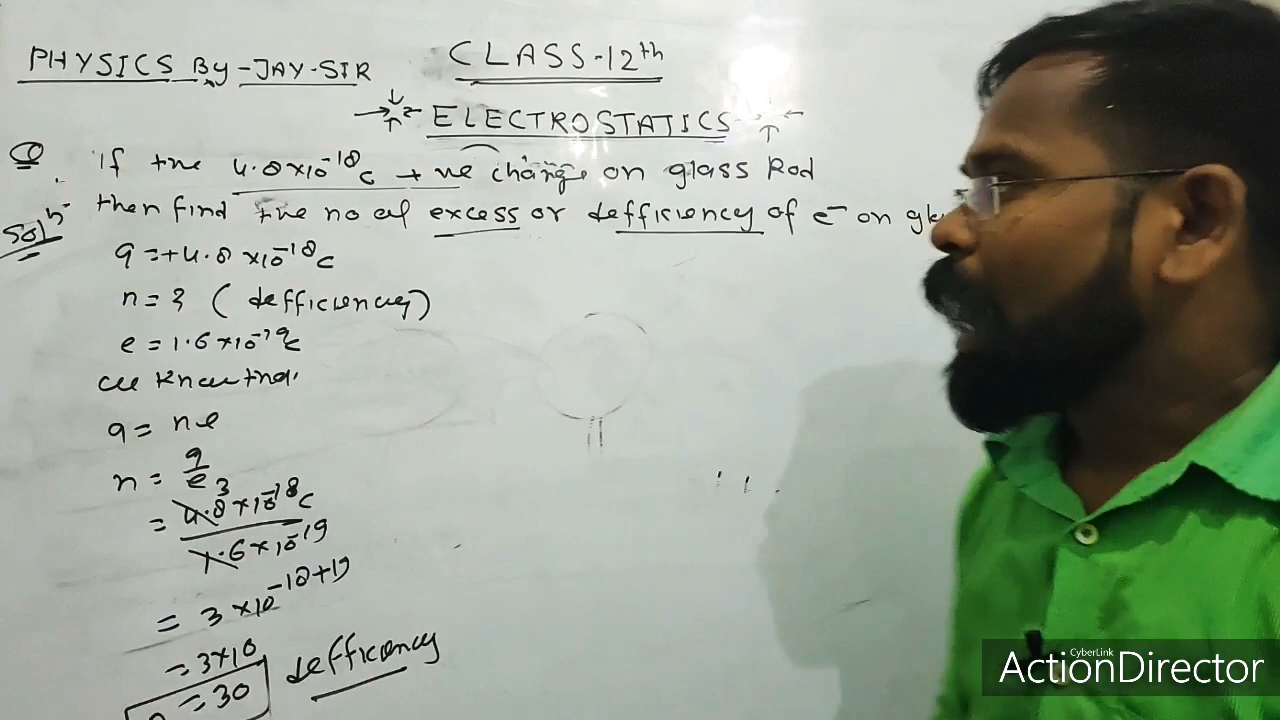 PHYSICS By-JAY-SIR
CLASS-12th
ELECTROSTATICS
Q. If the 4.8×10⁻¹⁸c +ve charge on glass Rod
then find the no of excess or defficiency of e⁻ on
Solⁿ
q=+4.8×10⁻¹⁸c
n=? (defficiency)
e=1.6×10⁻¹⁹c
we know that
q=ne
n=q/e
=4.8×10⁻¹⁸c/1.6×10⁻¹⁹
3
=3×10⁻¹⁸⁺¹⁹
=3×10
=30 defficiency
CyberLink
ActionDirector